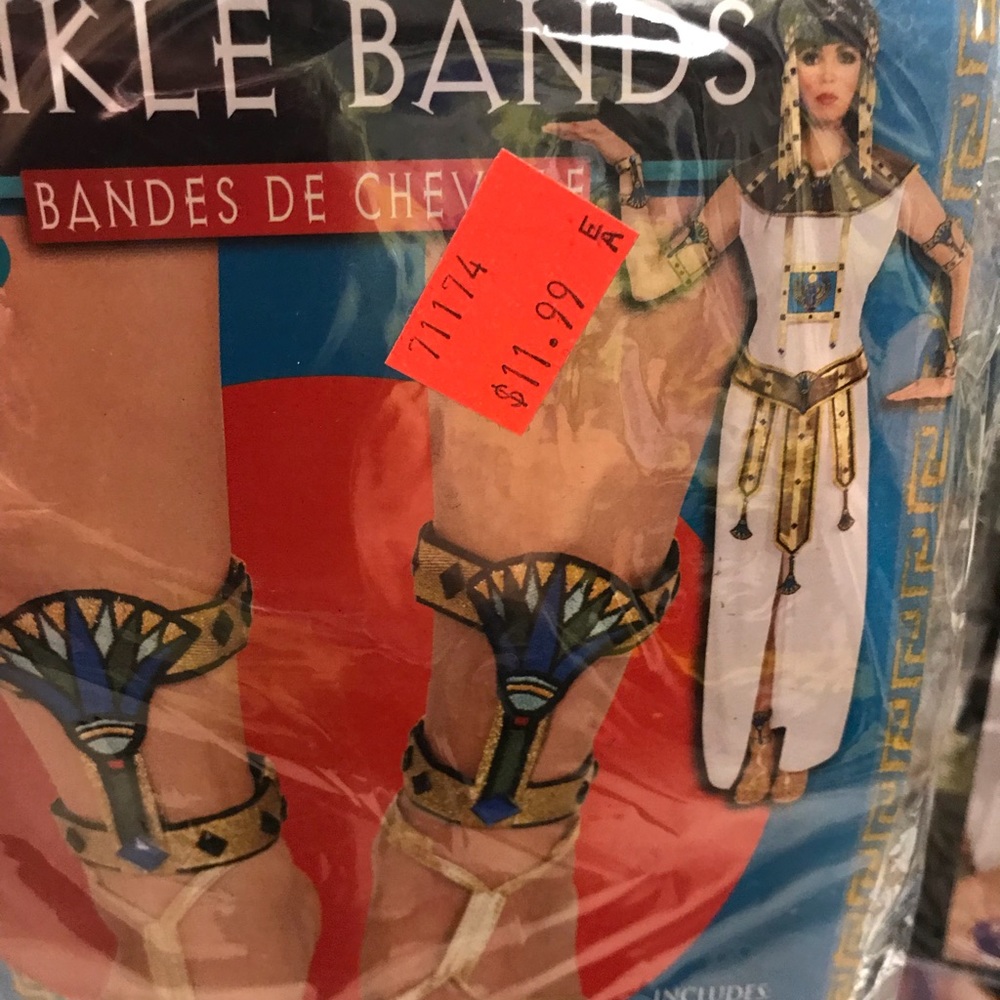 NKLE BANDS
BANDES DE CHEV
71174
$11.99 EA
INCLUDES